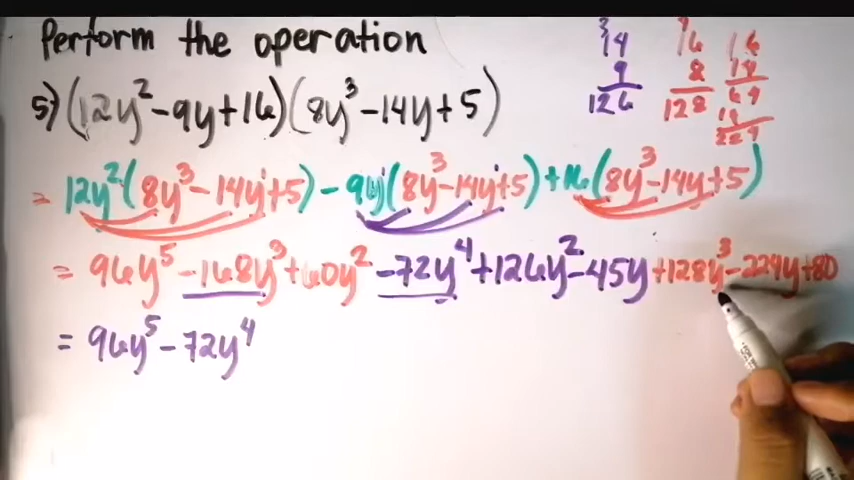 Perform the operation
5) (12y² - 9y + 16)(8y³ - 14y + 5)
= 12y²(8y³ - 14y + 5) - 9y(8y³ - 14y + 5) + 16(8y³ - 14y + 5)
= 96y⁵ - 168y³ + 60y² - 72y⁴ + 126y² - 45y + 128y³ - 224y + 80
= 96y⁵ - 72y⁴
3
14
9
126
4
16
8
128
16
14
64